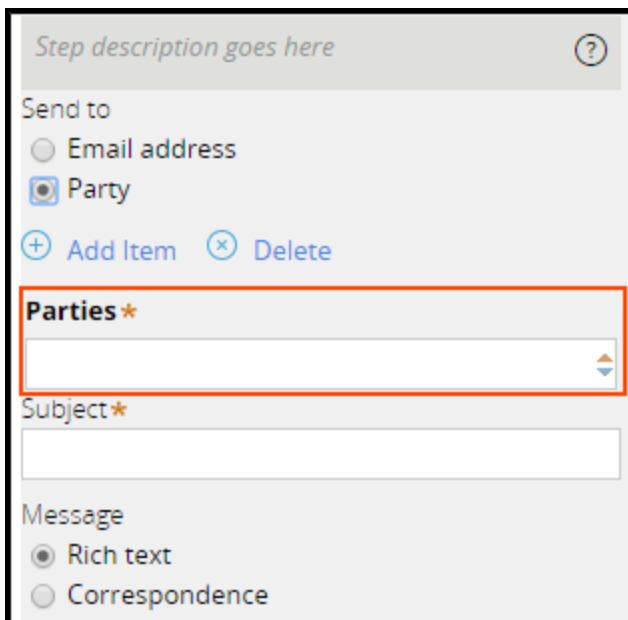 Step description goes here ?
Send to
Email address
Party
Add Item Delete
Parties*
Subject*
Message
Rich text
Correspondence